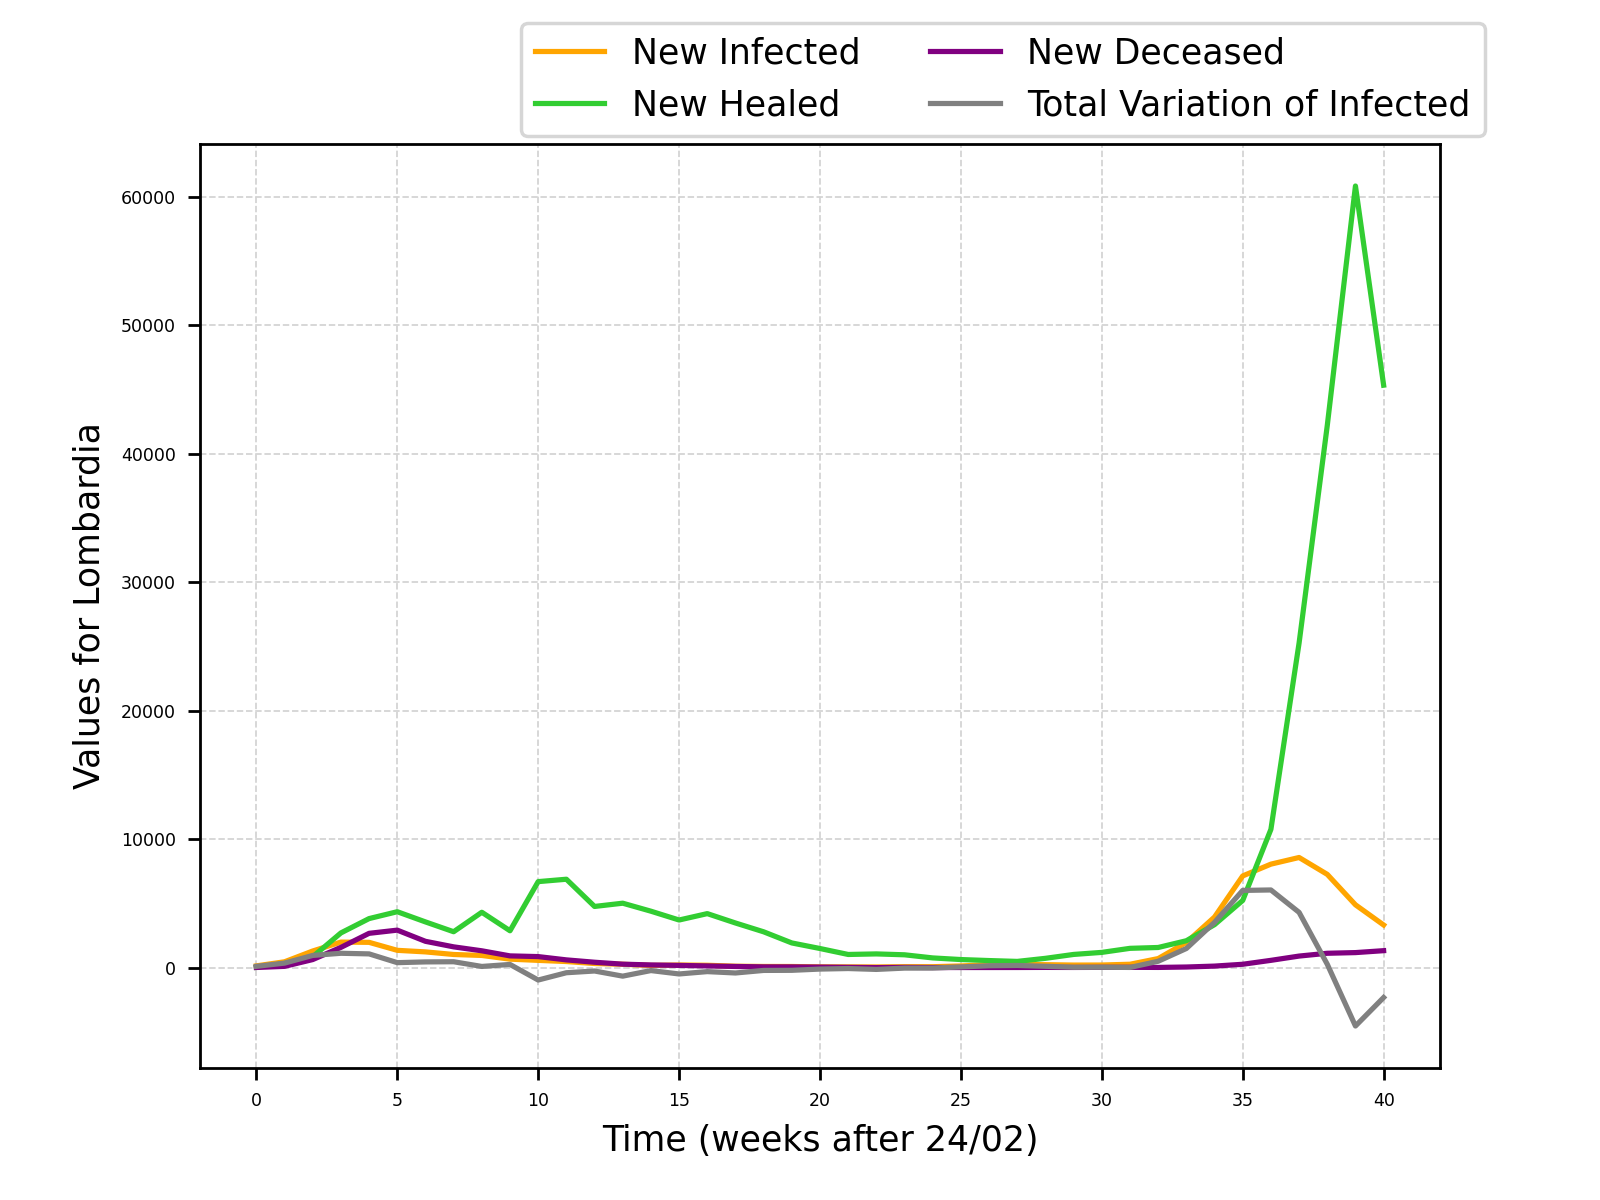 New Infected
New Healed
New Deceased
Total Variation of Infected
60000
50000
40000
30000
20000
10000
0
Values for Lombardia
0 5 10 15 20 25 30 35 40
Time (weeks after 24/02)